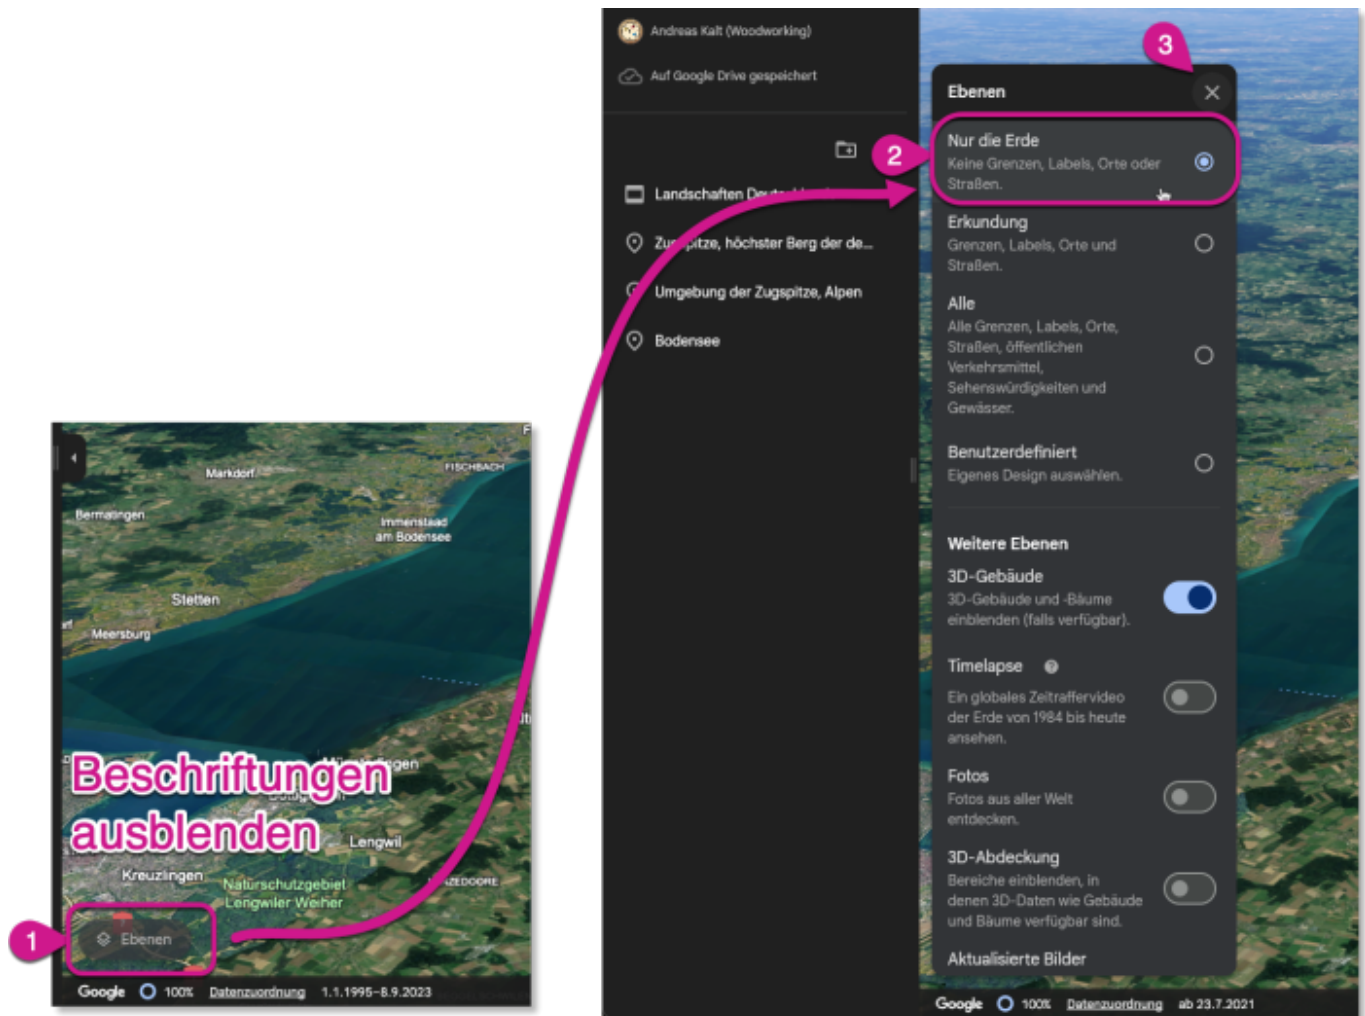 Andreas Kalt (Woodworking)
Auf Google Drive gespeichert
Landschaften
Zugspitze, höchster Berg der de...
Umgebung der Zugspitze, Alpen
Bodensee
3
Ebenen
2
Nur die Erde
Keine Grenzen, Labels, Orte oder
Straßen.
Erkundung
Grenzen, Labels, Orte und
Straßen.
Alle
Alle Grenzen, Labels, Orte,
Straßen, öffentlichen
Verkehrsmittel,
Sehenswürdigkeiten und
Gewässer.
Benutzerdefiniert
Eigenes Design auswählen.
Weitere Ebenen
3D-Gebäude
3D-Gebäude und -Bäume
einblenden (falls verfügbar).
Timelapse
Ein globales Zeitraffervideo
der Erde von 1984 bis heute
ansehen.
Fotos
Fotos aus aller Welt
entdecken.
3D-Abdeckung
Bereiche einblenden, in
denen 3D-Daten wie Gebäude
und Bäume verfügbar sind.
Aktualisierte Bilder
Google 100% Datenzuordnung ab 23.7.2021
F
FISCHBACH
Markdorf
Bermatingen
Immenstaad
am Bodensee
Stetten
Meersburg
Beschriftungen
ausblenden
Lengwil
Kreuzlingen
Naturschutzgebiet
Lengwiler Weiher
1
Ebenen
Google 100% Datenzuordnung 1.1.1995–8.9.2023